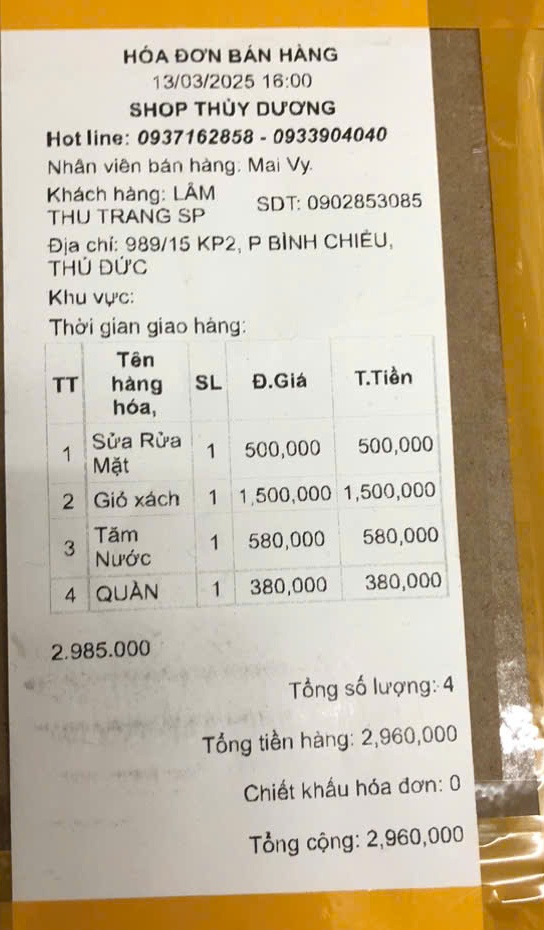 HÓA ĐƠN BÁN HÀNG
13/03/2025 16:00
SHOP THÙY DƯƠNG
Hotline: 0937162858 - 0933904040
Nhân viên bán hàng: Mai Vy.
Khách hàng: LÂM THU TRANG SP SDT: 0902853085
Địa chỉ: 989/15 KP2, P BÌNH CHIỂU,
THỦ ĐỨC
Khu vực:
Thời gian giao hàng:
TT Tên hàng hóa, SL Đ.Giá T.Tiền
1 Sửa Rửa Mặt 1 500,000 500,000
2 Giỏ xách 1 1,500,000 1,500,000
3 Tăm Nước 1 580,000 580,000
4 QUẦN 1 380,000 380,000
2.985.000
Tổng số lượng: 4
Tổng tiền hàng: 2,960,000
Chiết khấu hóa đơn: 0
Tổng cộng: 2,960,000